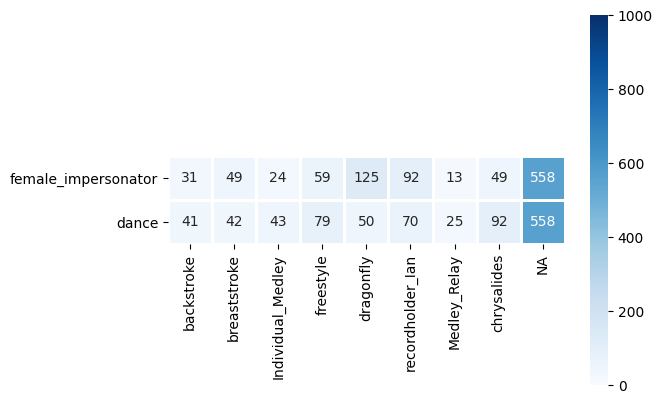 1000
800
600
400
200
0
female_impersonator 31 49 24 59 125 92 13 49 558
dance 41 42 43 79 50 70 25 92 558
backstroke
breaststroke
Individual_Medley
freestyle
dragonfly
recordholder_Ian
Medley_Relay
chrysalides
NA